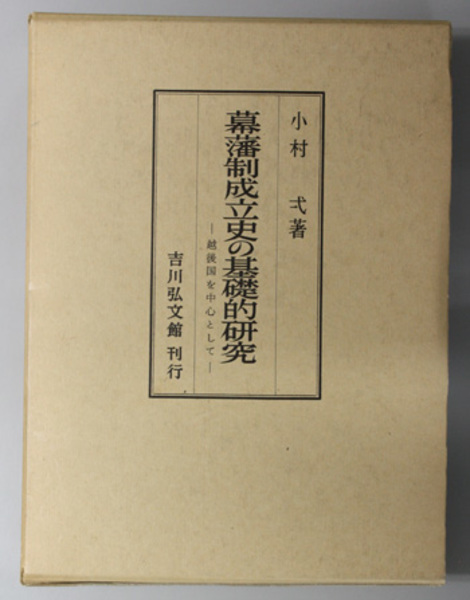 小村 弌著
幕藩制成立史の基礎的研究
―越後国を中心として―
吉川弘文館 刊行